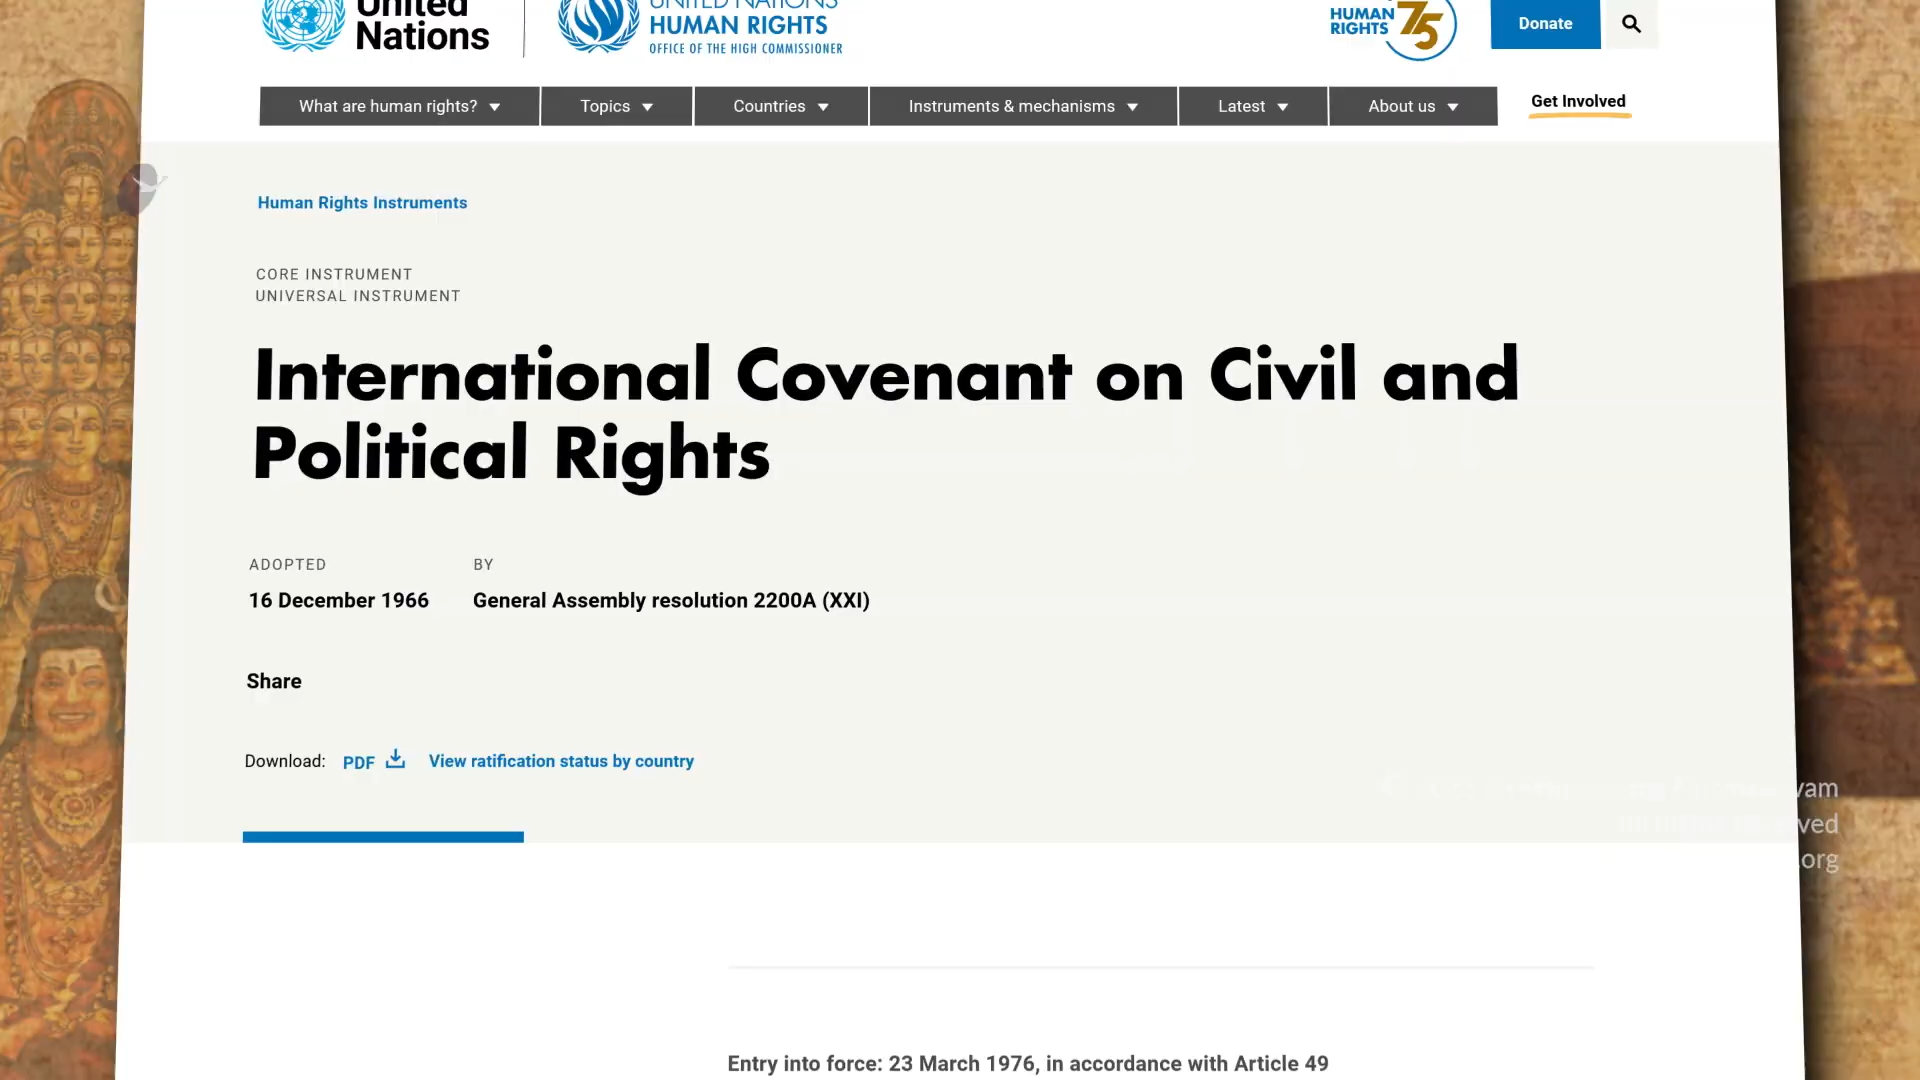 United
Nations
UNITED NATIONS
HUMAN RIGHTS
OFFICE OF THE HIGH COMMISSIONER
HUMAN
RIGHTS 75
Donate
What are human rights? Topics Countries Instruments & mechanisms Latest About us Get Involved
Human Rights Instruments
CORE INSTRUMENT
UNIVERSAL INSTRUMENT
International Covenant on Civil and
Political Rights
ADOPTED BY
16 December 1966 General Assembly resolution 2200A (XXI)
Share
Download: PDF View ratification status by country
Entry into force: 23 March 1976, in accordance with Article 49